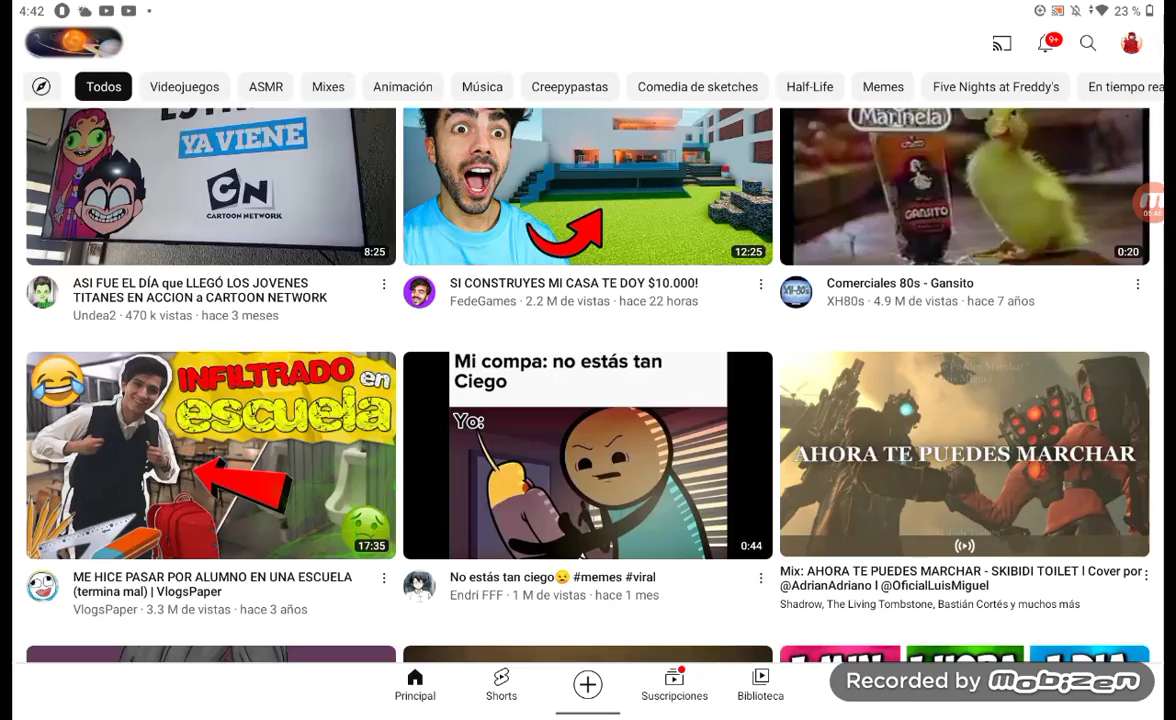 4:42
23 %
9+
Todos
Videojuegos
ASMR
Mixes
Animación
Música
Creepypastas
Comedia de sketches
Half-Life
Memes
Five Nights at Freddy's
En tiempo rea
YA VIENE
CN
CARTOON NETWORK
8:25
12:25
Marinela
GANSITO
0:20
05:46
ASI FUE EL DÍA que LLEGÓ LOS JOVENES
TITANES EN ACCION a CARTOON NETWORK
Undea2 · 470 k vistas · hace 3 meses
SI CONSTRUYES MI CASA TE DOY $10.000!
FedeGames · 2.2 M de vistas · hace 22 horas
XH80s
Comerciales 80s - Gansito
XH80s · 4.9 M de vistas · hace 7 años
INFILTRADO en
escuela
17:35
Mi compa: no estás tan
Ciego
Yo:
0:44
AHORA TE PUEDES MARCHAR
ME HICE PASAR POR ALUMNO EN UNA ESCUELA
(termina mal) | VlogsPaper
VlogsPaper · 3.3 M de vistas · hace 3 años
No estás tan ciego😥 #memes #viral
Endri FFF · 1 M de vistas · hace 1 mes
Mix: AHORA TE PUEDES MARCHAR - SKIBIDI TOILET l Cover por
@AdrianAdriano l @OficialLuisMiguel
Shadrow, The Living Tombstone, Bastián Cortés y muchos más
Principal
Shorts
Suscripciones
Biblioteca
Recorded by mobizen